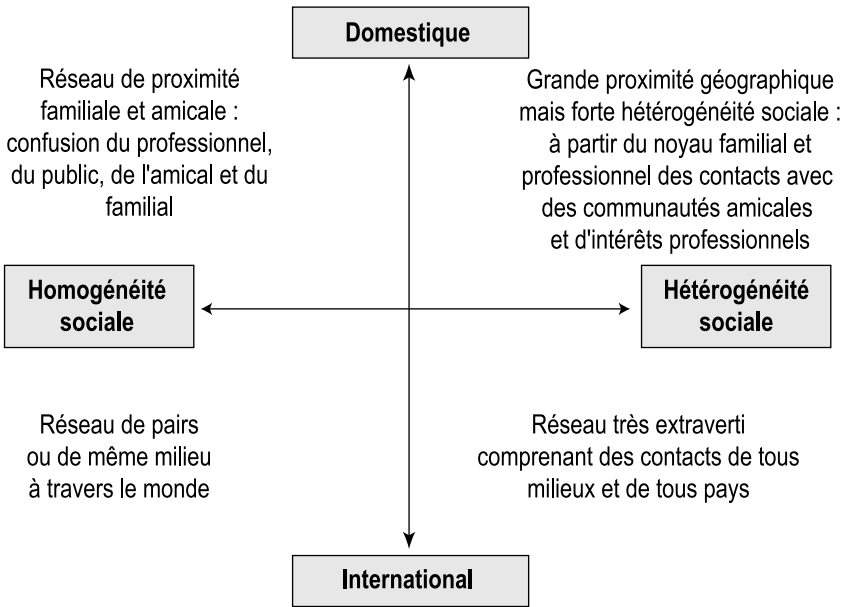 Domestique
Réseau de proximité
familiale et amicale :
confusion du professionnel,
du public, de l'amical et du
familial
Grande proximité géographique
mais forte hétérogénéité sociale :
à partir du noyau familial et
professionnel des contacts avec
des communautés amicales
et d'intérêts professionnels
Homogénéité
sociale
Hétérogénéité
sociale
Réseau de pairs
ou de même milieu
à travers le monde
Réseau très extraverti
comprenant des contacts de tous
milieux et de tous pays
International